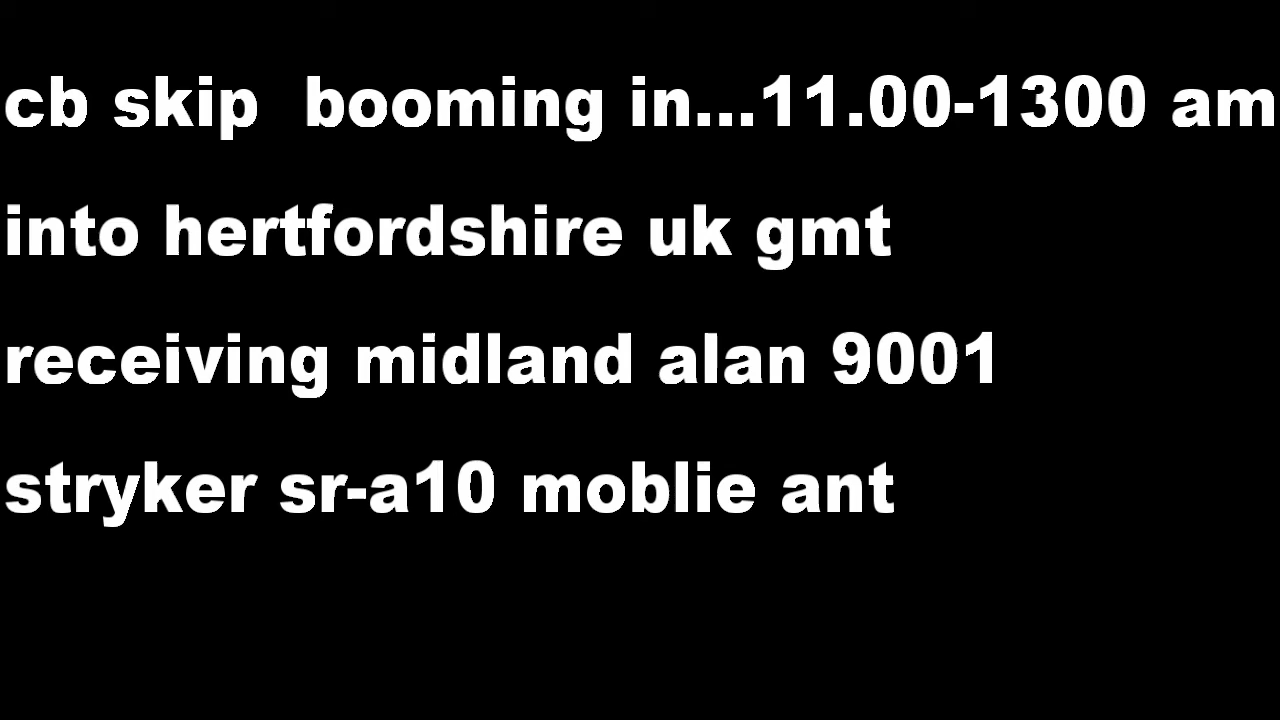 cb skip  booming in...11.00-1300 am
into hertfordshire uk gmt
receiving midland alan 9001
stryker sr-a10 moblie ant